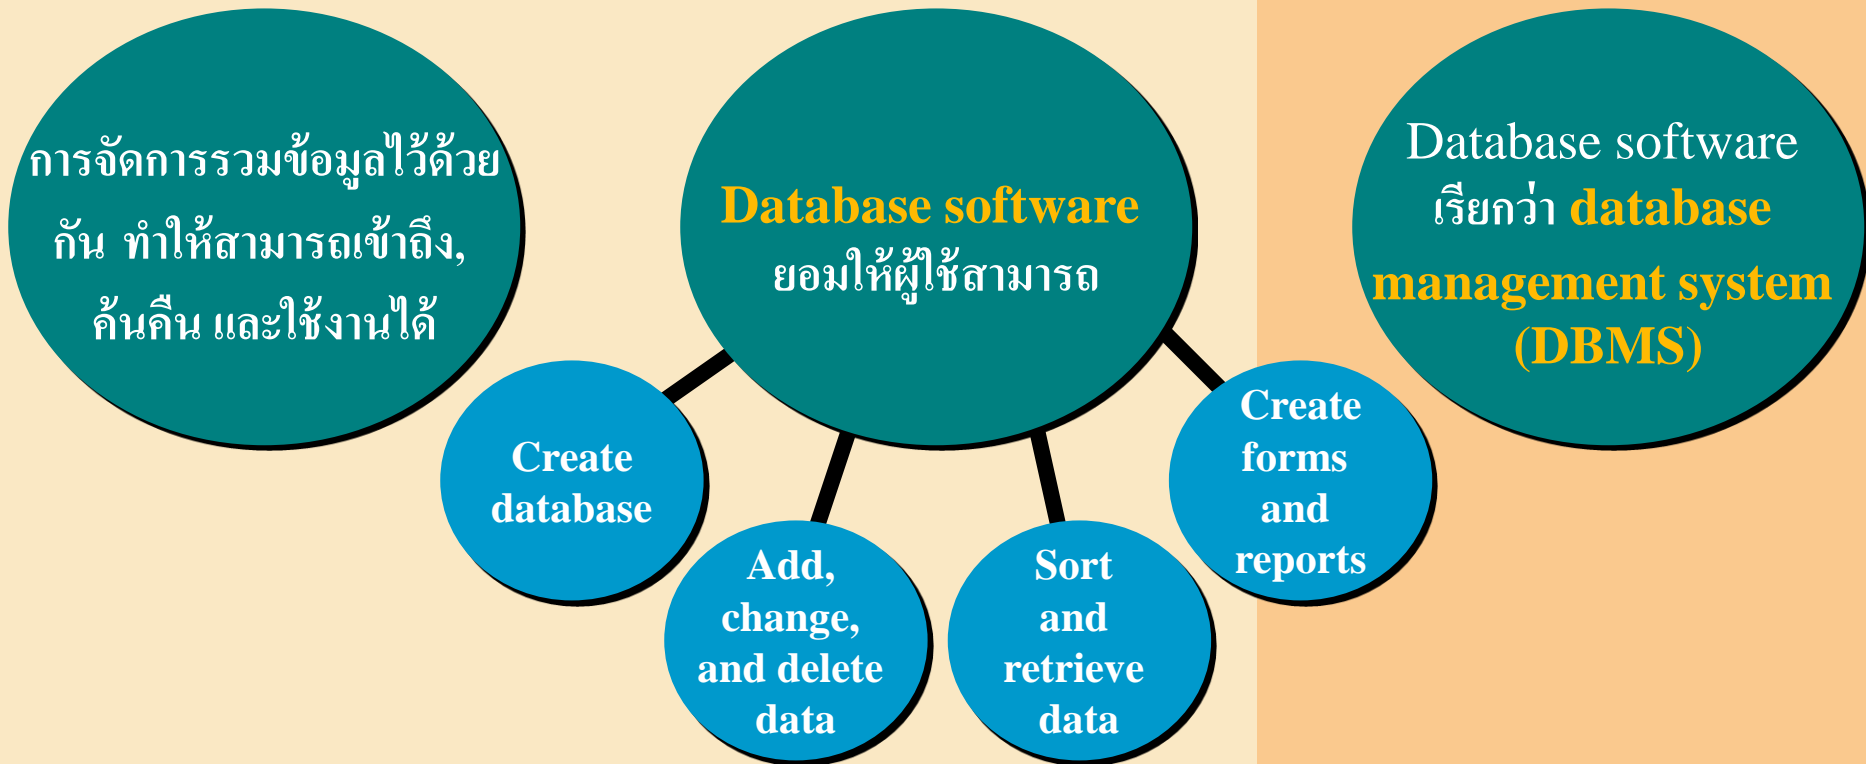 การจัดการรวมข้อมูลไว้ด้วย
กัน ทำให้สามารถเข้าถึง,
ค้นคืน และใช้งานได้
Database software
ยอมให้ผู้ใช้สามารถ
Database software
เรียกว่า database
management system
(DBMS)
Create
database
Add,
change,
and delete
data
Sort
and
retrieve
data
Create
forms
and
reports